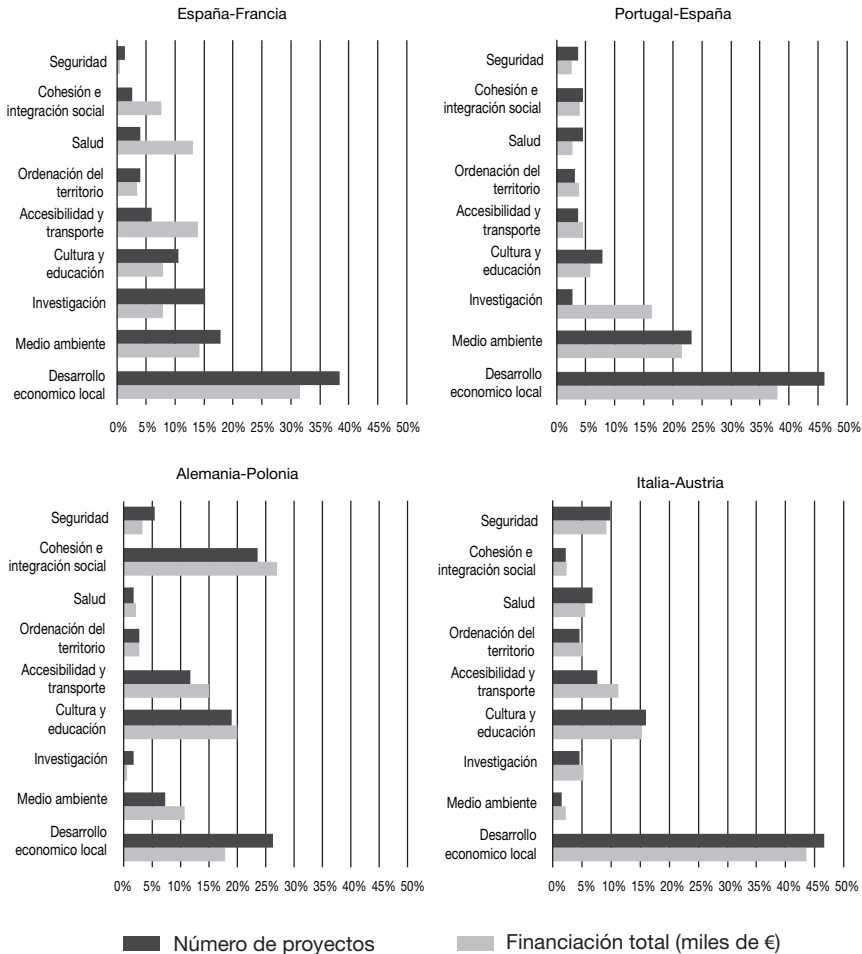 España-Francia
Seguridad
Cohesión e
integración social
Salud
Ordenación del
territorio
Accesibilidad y
transporte
Cultura y
educación
Investigación
Medio ambiente
Desarrollo
economico local
0% 5% 10% 15% 20% 25% 30% 35% 40% 45% 50%
Portugal-España
Seguridad
Cohesión e
integración social
Salud
Ordenación del
territorio
Accesibilidad y
transporte
Cultura y
educación
Investigación
Medio ambiente
Desarrollo
economico local
0% 5% 10% 15% 20% 25% 30% 35% 40% 45% 50%
Alemania-Polonia
Seguridad
Cohesión e
integración social
Salud
Ordenación del
territorio
Accesibilidad y
transporte
Cultura y
educación
Investigación
Medio ambiente
Desarrollo
economico local
0% 5% 10% 15% 20% 25% 30% 35% 40% 45% 50%
Italia-Austria
Seguridad
Cohesión e
integración social
Salud
Ordenación del
territorio
Accesibilidad y
transporte
Cultura y
educación
Investigación
Medio ambiente
Desarrollo
economico local
0% 5% 10% 15% 20% 25% 30% 35% 40% 45% 50%
Número de proyectos
Financiación total (miles de €)